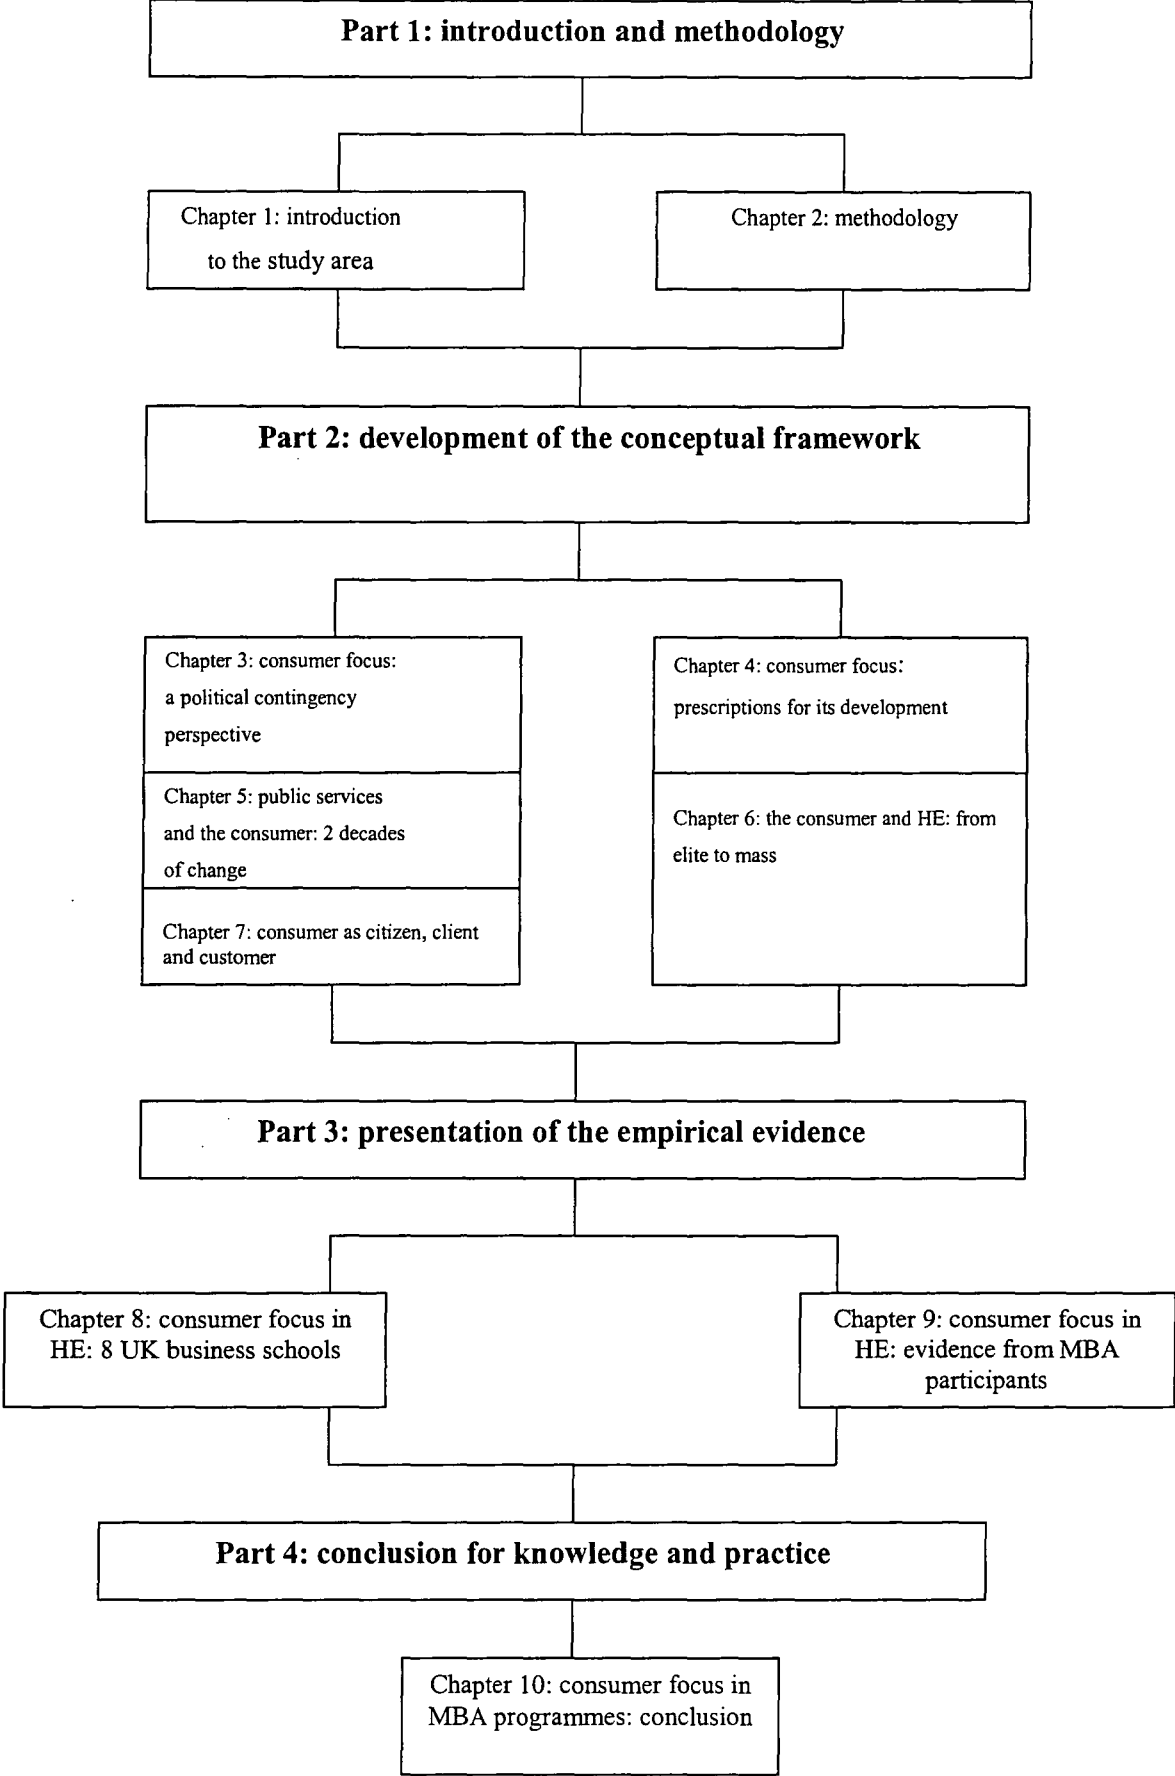 Part 1: introduction and methodology
Chapter 1: introduction
to the study area
Chapter 2: methodology
Part 2: development of the conceptual framework
Chapter 3: consumer focus:
a political contingency
perspective
Chapter 4: consumer focus:
prescriptions for its development
Chapter 5: public services
and the consumer: 2 decades
of change
Chapter 6: the consumer and HE: from
elite to mass
Chapter 7: consumer as citizen, client
and customer
Part 3: presentation of the empirical evidence
Chapter 8: consumer focus in
HE: 8 UK business schools
Chapter 9: consumer focus in
HE: evidence from MBA
participants
Part 4: conclusion for knowledge and practice
Chapter 10: consumer focus in
MBA programmes: conclusion